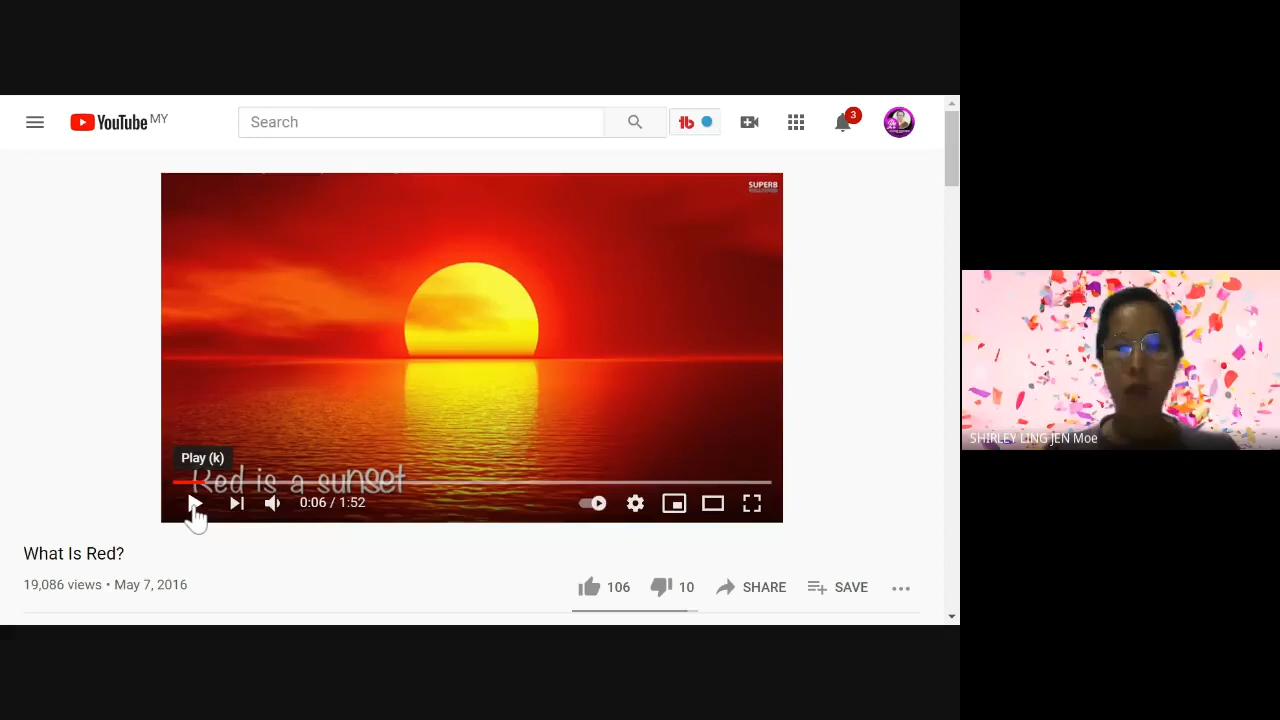 YouTube MY
Search
3
SUPERB
Play (k)
Red is a sunset
0:06 / 1:52
What Is Red?
19,086 views • May 7, 2016
106
10
SHARE
SAVE
SHIRLEY LING JEN Moe